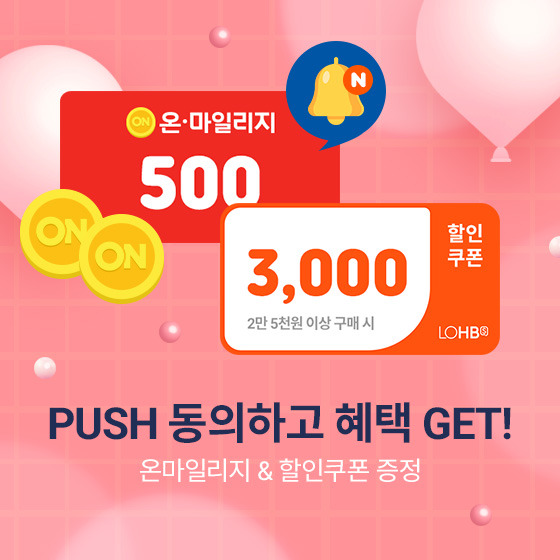 N
ON 온·마일리지
500
ON
ON
할인
쿠폰
3,000
2만 5천원 이상 구매 시
LOHBS
PUSH 동의하고 혜택 GET!
온마일리지 & 할인쿠폰 증정